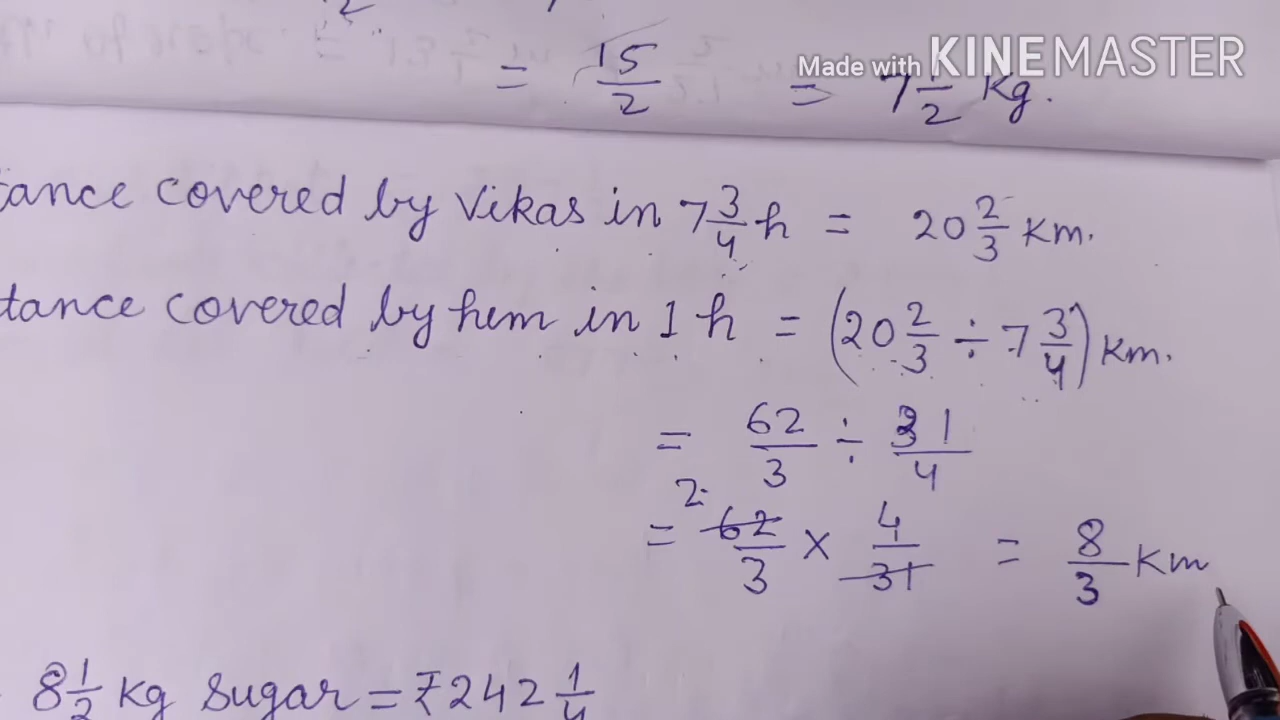 Made with KINEMASTER
= 15/2 = 7 1/2 Kg.
tance covered by Vikas in 7 3/4 h = 20 2/3 Km.
tance covered by hem in 1 h = (20 2/3 ÷ 7 3/4) Km.
= 62/3 ÷ 31/4
2
= 62/3 × 4/31 = 8/3 Km
8 1/2 Kg Sugar = ₹242 1/4